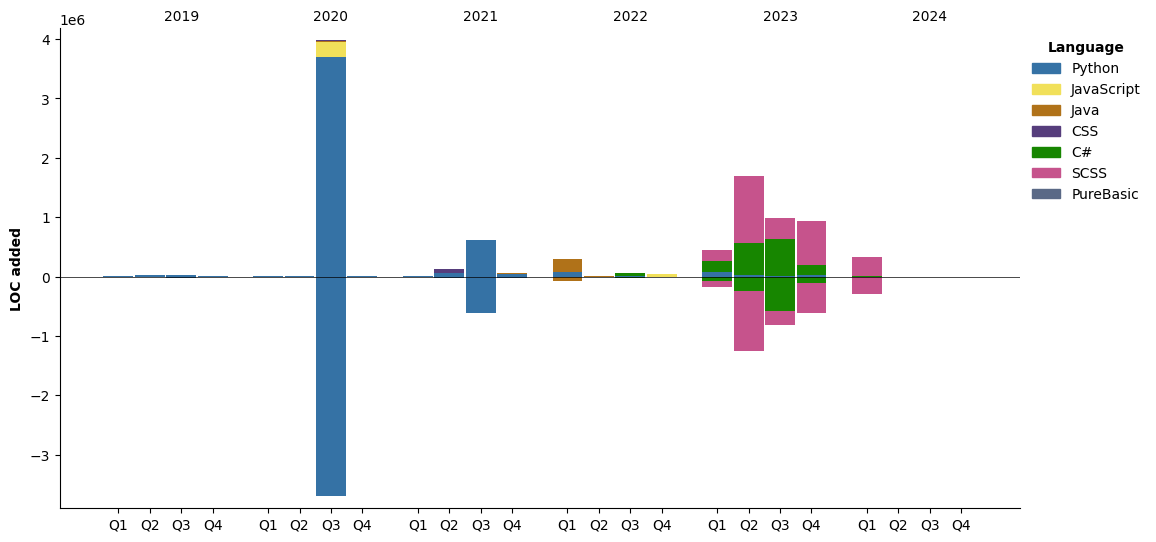 1e6
2019 2020 2021 2022 2023 2024
4
3
2
1
0
−1
−2
−3
LOC added
Q1 Q2 Q3 Q4 Q1 Q2 Q3 Q4 Q1 Q2 Q3 Q4 Q1 Q2 Q3 Q4 Q1 Q2 Q3 Q4 Q1 Q2 Q3 Q4
Language
Python
JavaScript
Java
CSS
C#
SCSS
PureBasic